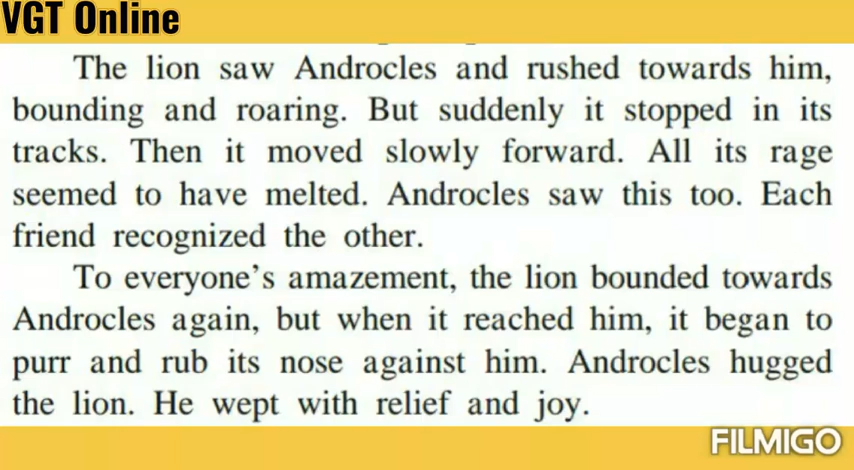 VGT Online
The lion saw Androcles and rushed towards him,
bounding and roaring. But suddenly it stopped in its
tracks. Then it moved slowly forward. All its rage
seemed to have melted. Androcles saw this too. Each
friend recognized the other.
To everyone's amazement, the lion bounded towards
Androcles again, but when it reached him, it began to
purr and rub its nose against him. Androcles hugged
the lion. He wept with relief and joy.
FILMIGO